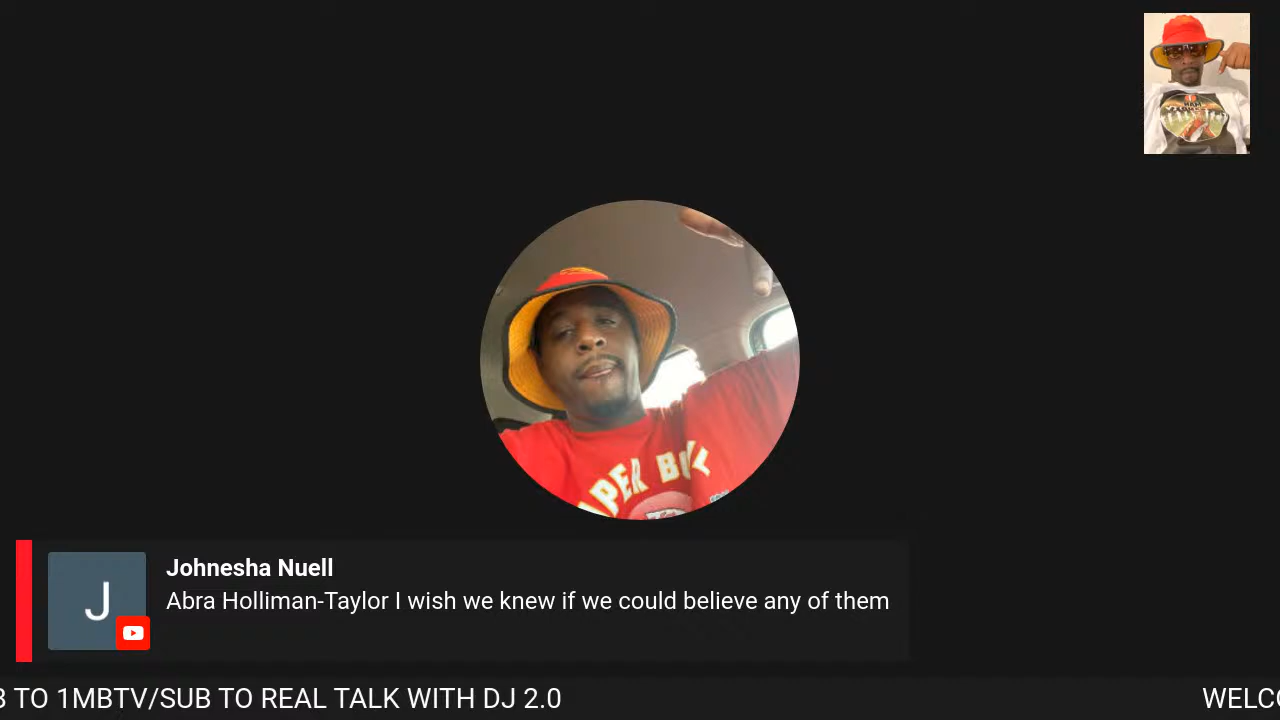 Johnesha Nuell
Abra Holliman-Taylor I wish we knew if we could believe any of them
J
TO 1MBTV/SUB TO REAL TALK WITH DJ 2.0